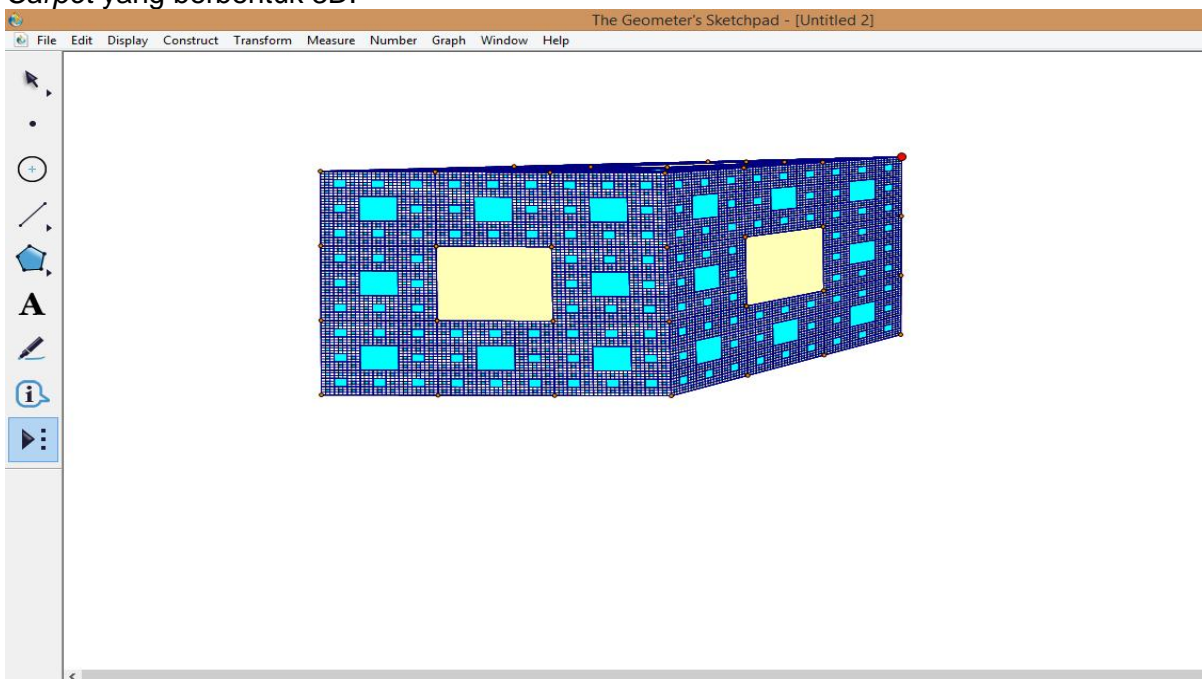 Carpet yang berbentuk 3D.
The Geometer's Sketchpad - [Untitled 2]
File Edit Display Construct Transform Measure Number Graph Window Help
A
i